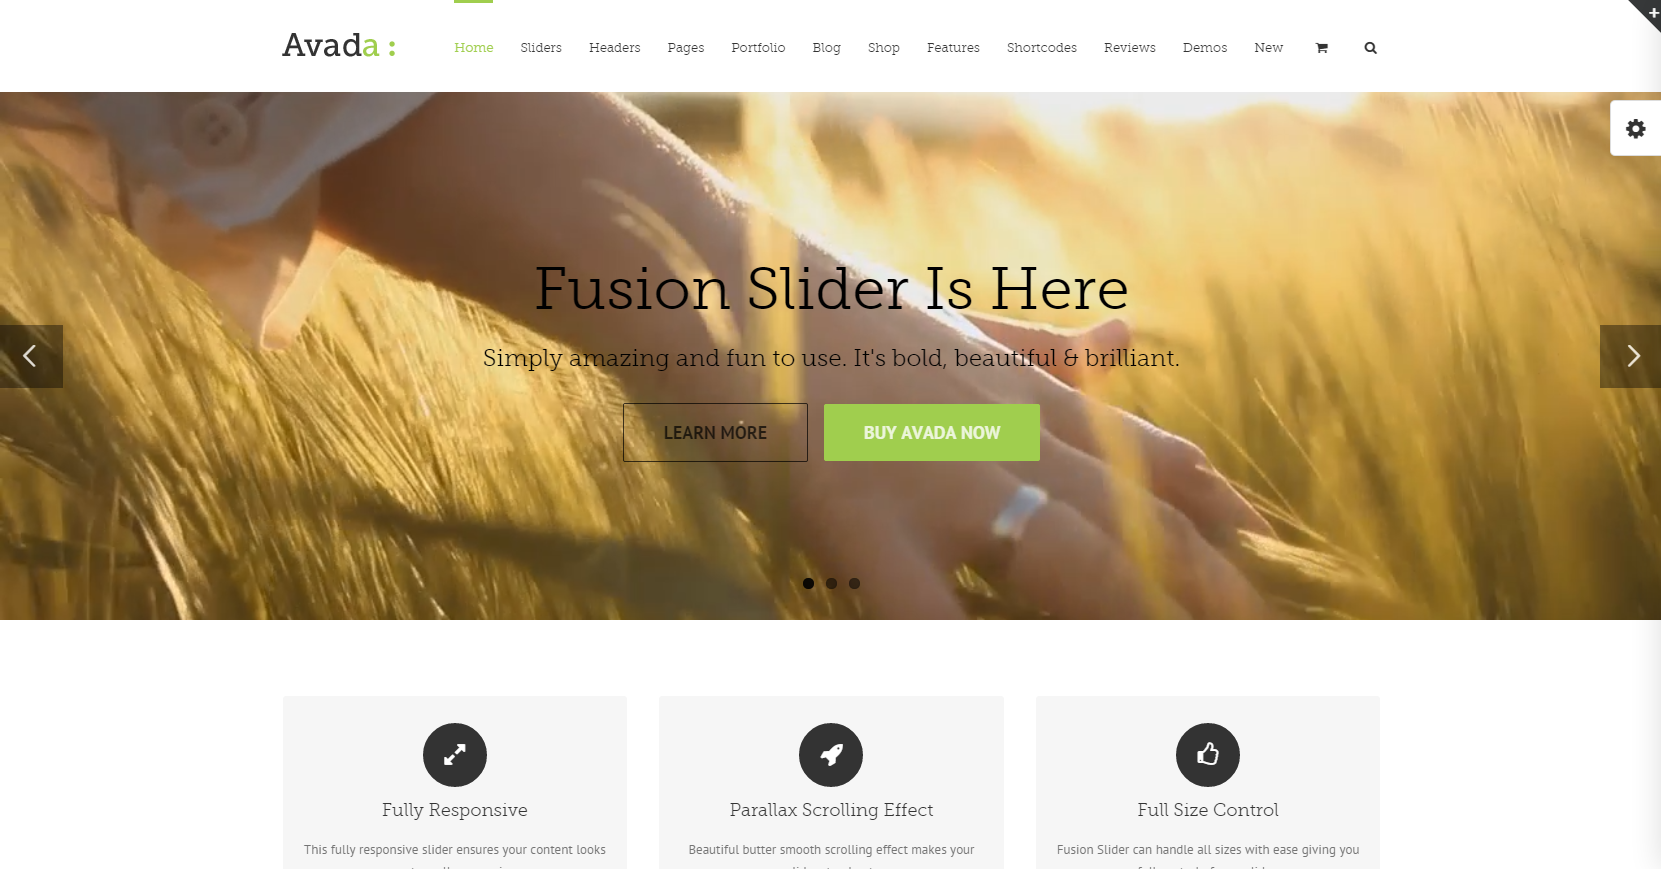 Avada :
Home Sliders Headers Pages Portfolio Blog Shop Features Shortcodes Reviews Demos New
Fusion Slider Is Here
Simply amazing and fun to use. It's bold, beautiful & brilliant.
LEARN MORE BUY AVADA NOW
Fully Responsive
This fully responsive slider ensures your content looks
Parallax Scrolling Effect
Beautiful butter smooth scrolling effect makes your
Full Size Control
Fusion Slider can handle all sizes with ease giving you